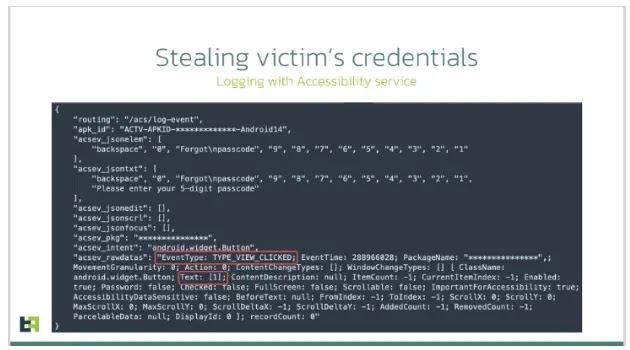 Stealing victim's credentials
Logging with Accessibility service
{
"routing": "/acs/log-event",
"apk_id": "ACTV-APKID-*************-Android14",
"acsev_jsonelem": [
"backspace", "0", "Forgot\npasscode", "9", "8", "7", "6", "5", "4", "3", "2", "1"
],
"acsev_jsontxt": [
"backspace", "0", "Forgot\npasscode", "9", "8", "7", "6", "5", "4", "3", "2", "1",
"Please enter your 5-digit passcode"
],
"acsev_jsonedit": [],
"acsev_jsonscrl": [],
"acsev_jsonfocus": [],
"acsev_pkg": "***************",
"acsev_intent": "android.widget.Button",
"acsev_rawdatas": "EventType: TYPE_VIEW_CLICKED; EventTime: 288966028; PackageName: "***************",;
MovementGranularity: 0; Action: 0; ContentChangeTypes: []; WindowChangeTypes: [] [ ClassName:
android.widget.Button; Text: [1]; ContentDescription: null; ItemCount: -1; CurrentItemIndex: -1; Enabled:
true; Password: false; Checked: false; FullScreen: false; Scrollable: false; ImportantForAccessibility: true;
AccessibilityDataSensitive: false; BeforeText: null; FromIndex: -1; ToIndex: -1; ScrollX: 0; ScrollY: 0;
MaxScrollX: 0; MaxScrollY: 0; ScrollDeltaX: -1; ScrollDeltaY: -1; AddedCount: -1; RemovedCount: -1;
ParcelableData: null; DisplayId: 0 ]; recordCount: 0"
}